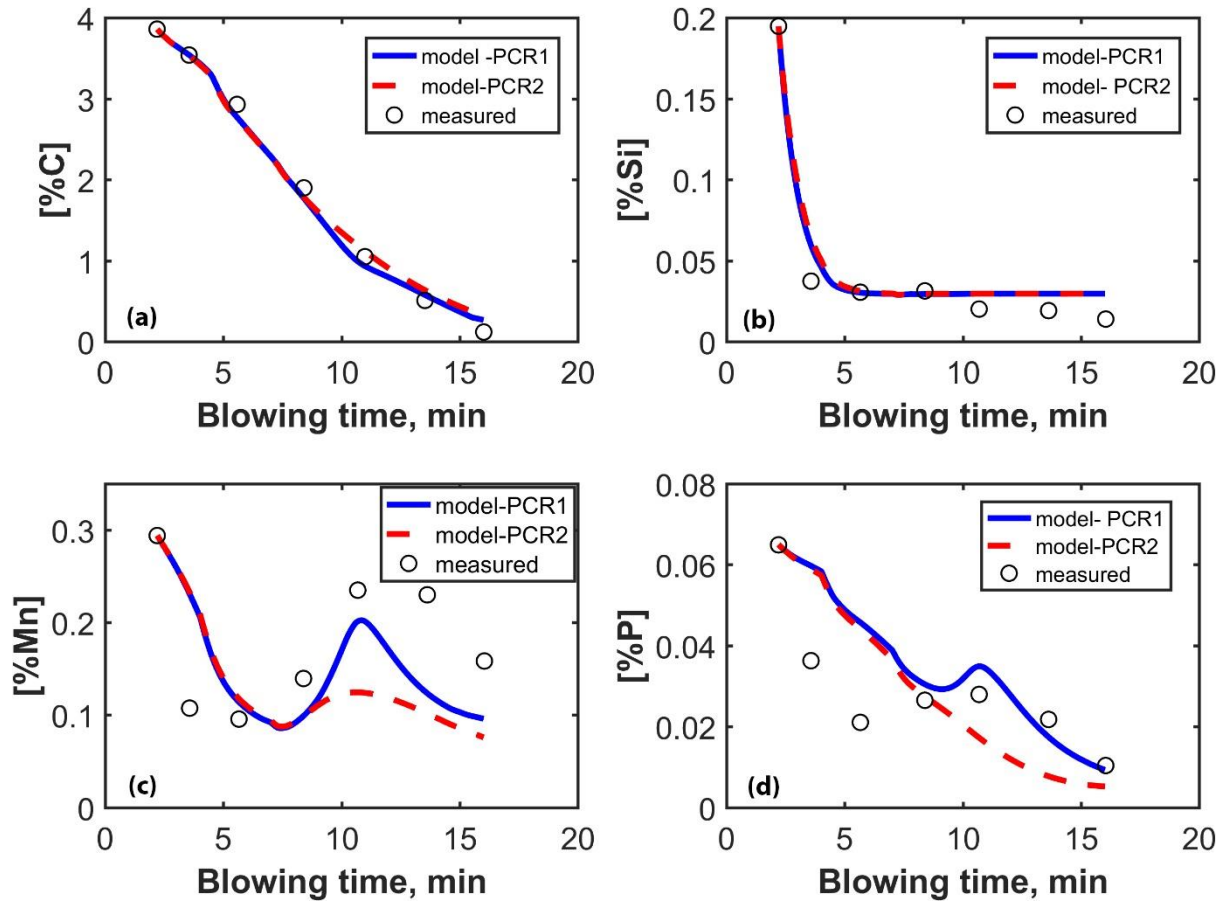 4
3
2
1
0
[%C]
model -PCR1
model-PCR2
measured
(a)
0 5 10 15 20
Blowing time, min
0.2
0.15
0.1
0.05
0
[%Si]
model-PCR1
model- PCR2
measured
(b)
0 5 10 15 20
Blowing time, min
0.3
0.2
0.1
0
[%Mn]
model-PCR1
model-PCR2
measured
(c)
0 5 10 15 20
Blowing time, min
0.08
0.06
0.04
0.02
0
[%P]
model- PCR1
model-PCR2
measured
(d)
0 5 10 15 20
Blowing time, min